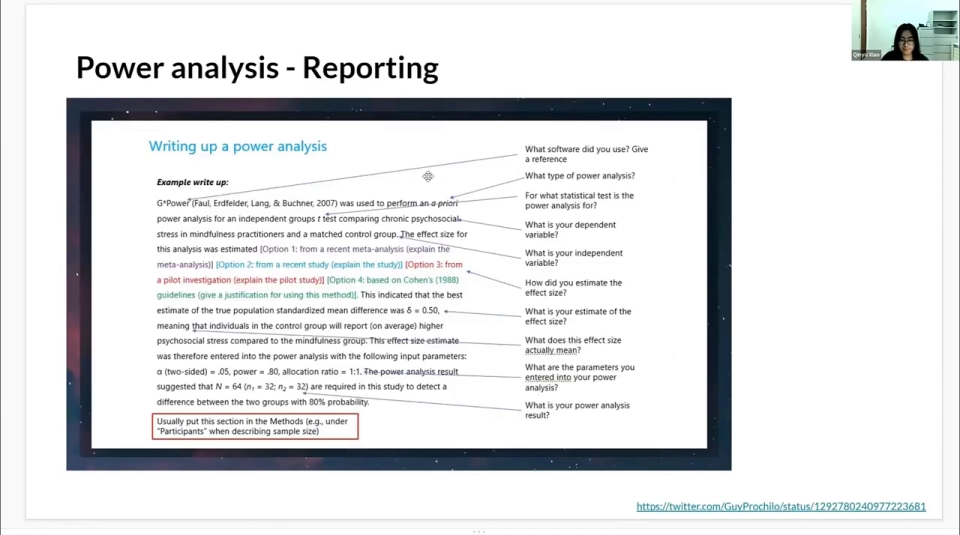 Qinyu Xiao
Power analysis - Reporting
Writing up a power analysis
Example write up:
G*Power (Faul, Erdfelder, Lang, & Buchner, 2007) was used to perform an a-priori
power analysis for an independent groups t test comparing chronic psychosocial
stress in mindfulness practitioners and a matched control group. The effect size for
this analysis was estimated [Option 1: from a recent meta-analysis (explain the
meta-analysis)] [Option 2: from a recent study (explain the study)] [Option 3: from
a pilot investigation (explain the pilot study)] [Option 4: based on Cohen's (1988)
guidelines (give a justification for using this method)]. This indicated that the best
estimate of the true population standardized mean difference was δ = 0.50,
meaning that individuals in the control group will report (on average) higher
psychosocial stress compared to the mindfulness group. This effect size estimate
was therefore entered into the power analysis with the following input parameters:
α (two-sided) = .05, power = .80, allocation ratio = 1:1. The power analysis result
suggested that N = 64 (n1 = 32; n2 = 32) are required in this study to detect a
difference between the two groups with 80% probability.
Usually put this section in the Methods (e.g., under
"Participants" when describing sample size)
What software did you use? Give
a reference
What type of power analysis?
For what statistical test is the
power analysis for?
What is your dependent
variable?
What is your independent
variable?
How did you estimate the
effect size?
What is your estimate of the
effect size?
What does this effect size
actually mean?
What are the parameters you
entered into your power
analysis?
What is your power analysis
result?
https://twitter.com/GuyProchilo/status/1292780240977223681